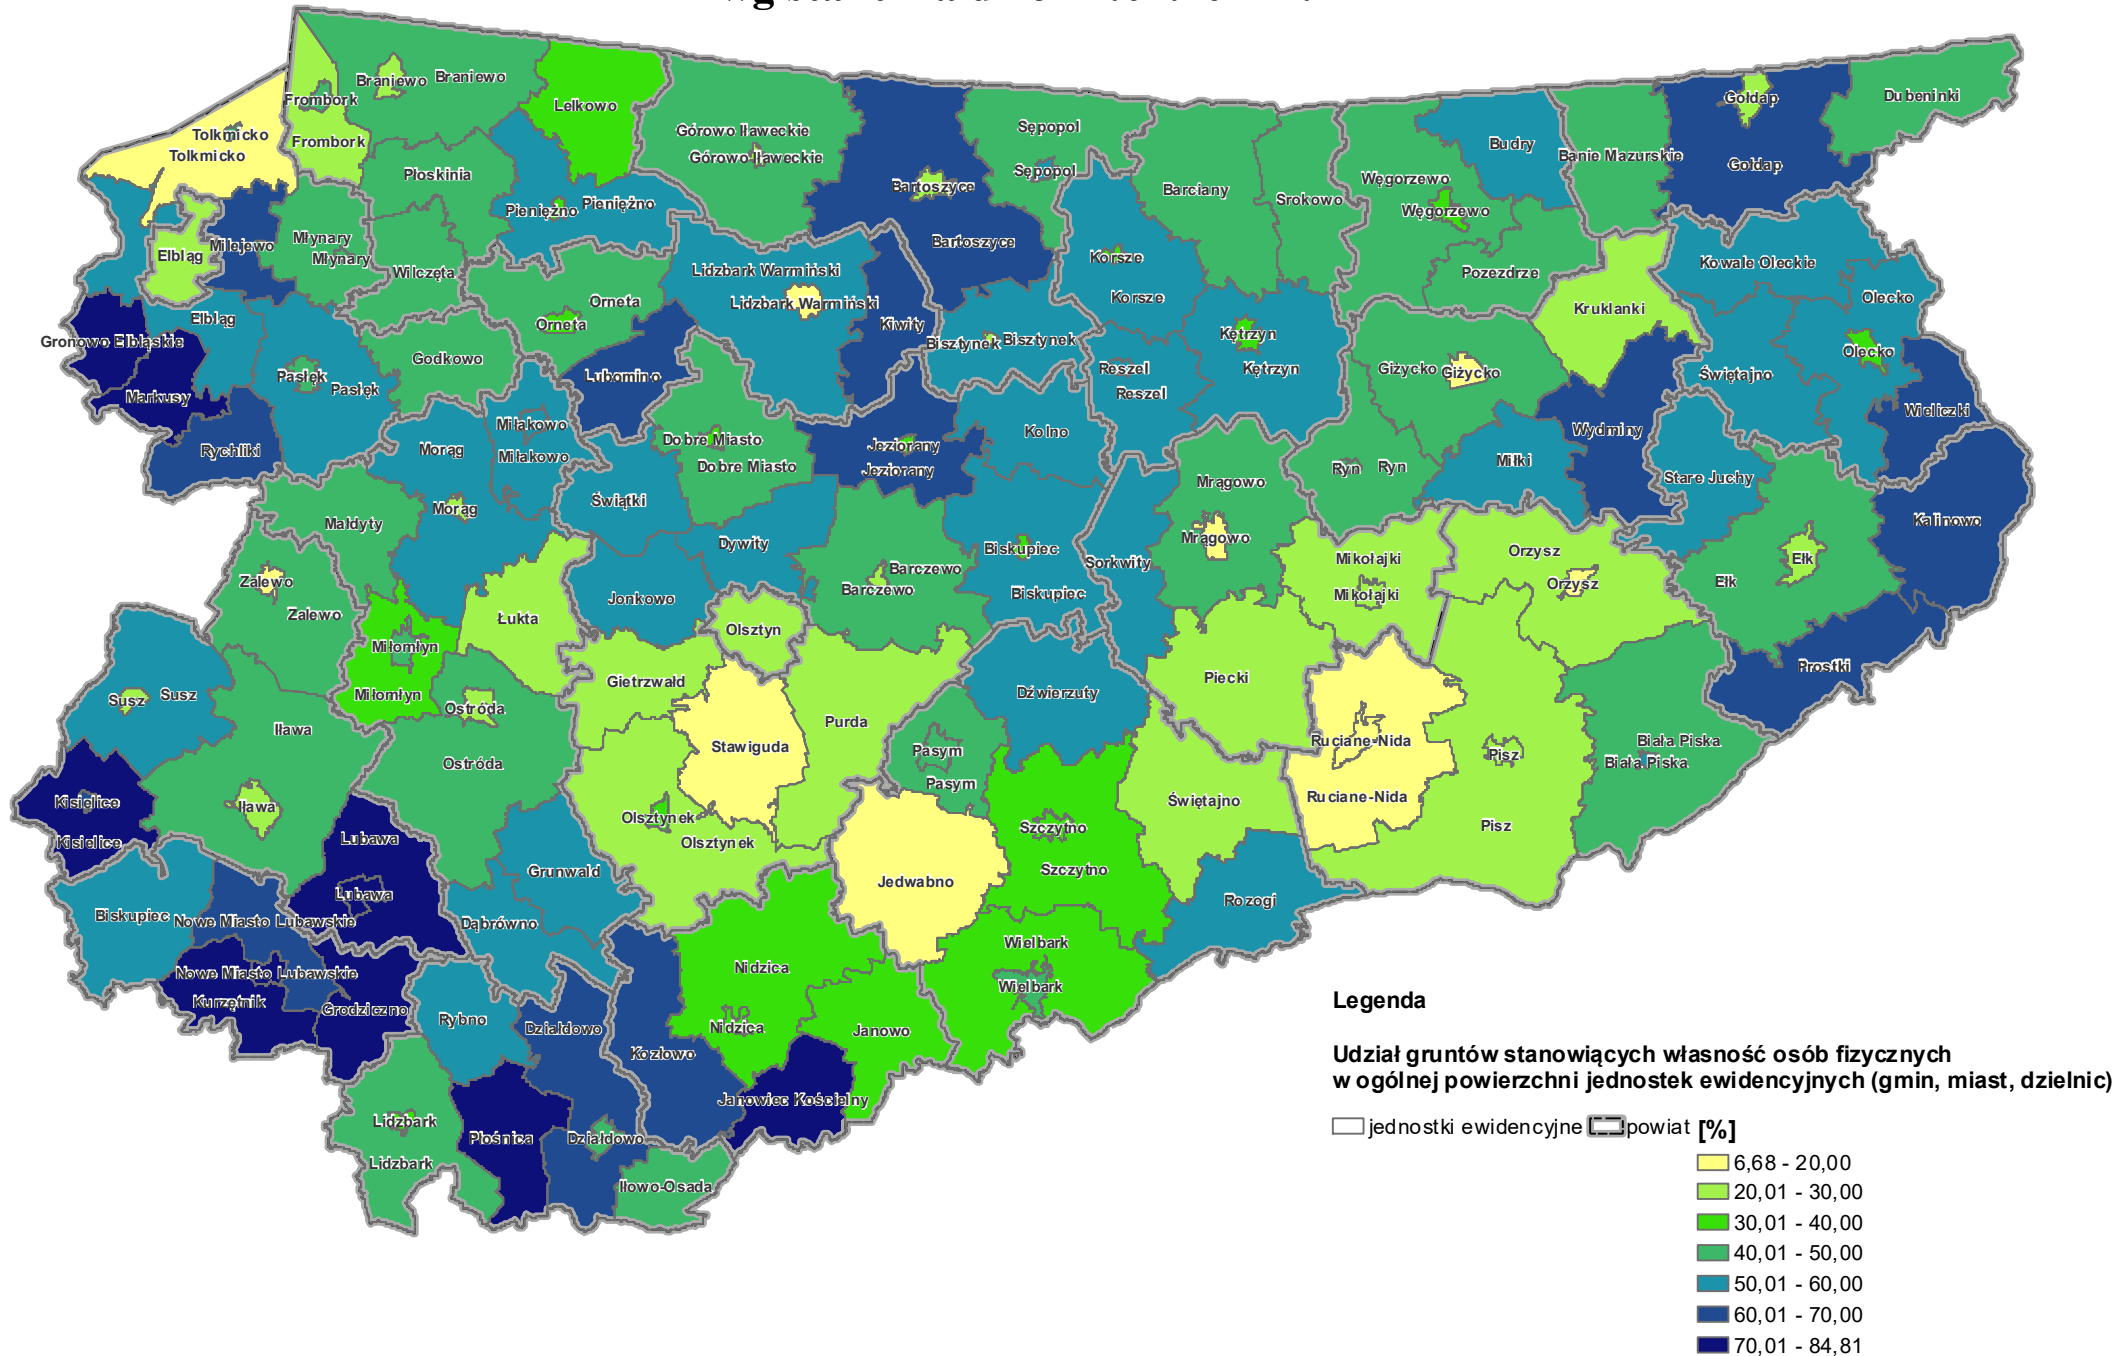 Braniewo
Braniewo
Lelkowo
Frombork
Frombork
Tolkmicko
Tolkmicko
Górowo Iławeckie
Górowo Iławeckie
Sępopol
Sępopol
Gołdap
Gołdap
Dubeninki
Budry
Banie Mazurskie
Płoskinia
Pieniężno
Pieniężno
Bartoszyce
Bartoszyce
Barciany
Srokowo
Węgorzewo
Węgorzewo
Elbląg
Milejewo
Młynary
Młynary
Wilczęta
Lidzbark Warmiński
Lidzbark Warmiński
Korsze
Korsze
Pozezdrze
Kowale Oleckie
Olecko
Olecko
Kruklanki
Orneta
Orneta
Kiwity
Elbląg
Gronowo Elbląskie
Markusy
Pasłęk
Pasłęk
Godkowo
Lubomino
Bisztynek
Bisztynek
Reszel
Reszel
Kętrzyn
Kętrzyn
Giżycko
Giżycko
Świętajno
Wieliczki
Rychliki
Morąg
Morąg
Miłakowo
Miłakowo
Dobre Miasto
Dobre Miasto
Jeziorany
Jeziorany
Kolno
Wydminy
Miłki
Ryn
Ryn
Stare Juchy
Kalinowo
Świątki
Mrągowo
Mrągowo
Małdyty
Dywity
Biskupiec
Biskupiec
Sorkwity
Mikołajki
Mikołajki
Orzysz
Orzysz
Ełk
Ełk
Zalewo
Zalewo
Jonkowo
Barczewo
Barczewo
Łukta
Olsztyn
Miłomłyn
Miłomłyn
Prostki
Susz
Susz
Ostróda
Ostróda
Gietrzwałd
Stawiguda
Purda
Dźwierzuty
Piecki
Iława
Iława
Pasym
Pasym
Ruciane-Nida
Ruciane-Nida
Pisz
Pisz
Biała Piska
Biała Piska
Kisielice
Kisielice
Lubawa
Lubawa
Olsztynek
Olsztynek
Szczytno
Szczytno
Świętajno
Grunwald
Jedwabno
Rozogi
Biskupiec
Nowe Miasto Lubawskie
Nowe Miasto Lubawskie
Dąbrówno
Wielbark
Wielbark
Kurzętnik
Grodziczno
Rybno
Działdowo
Działdowo
Nidzica
Nidzica
Janowo
Kozłowo
Janowiec Kościelny
Lidzbark
Lidzbark
Płośnica
Iłowo-Osada
Legenda
Udział gruntów stanowiących własność osób fizycznych
w ogólnej powierzchni jednostek ewidencyjnych (gmin, miast, dzielnic)
jednostki ewidencyjne powiat [%]
6,68 - 20,00
20,01 - 30,00
30,01 - 40,00
40,01 - 50,00
50,01 - 60,00
60,01 - 70,00
70,01 - 84,81